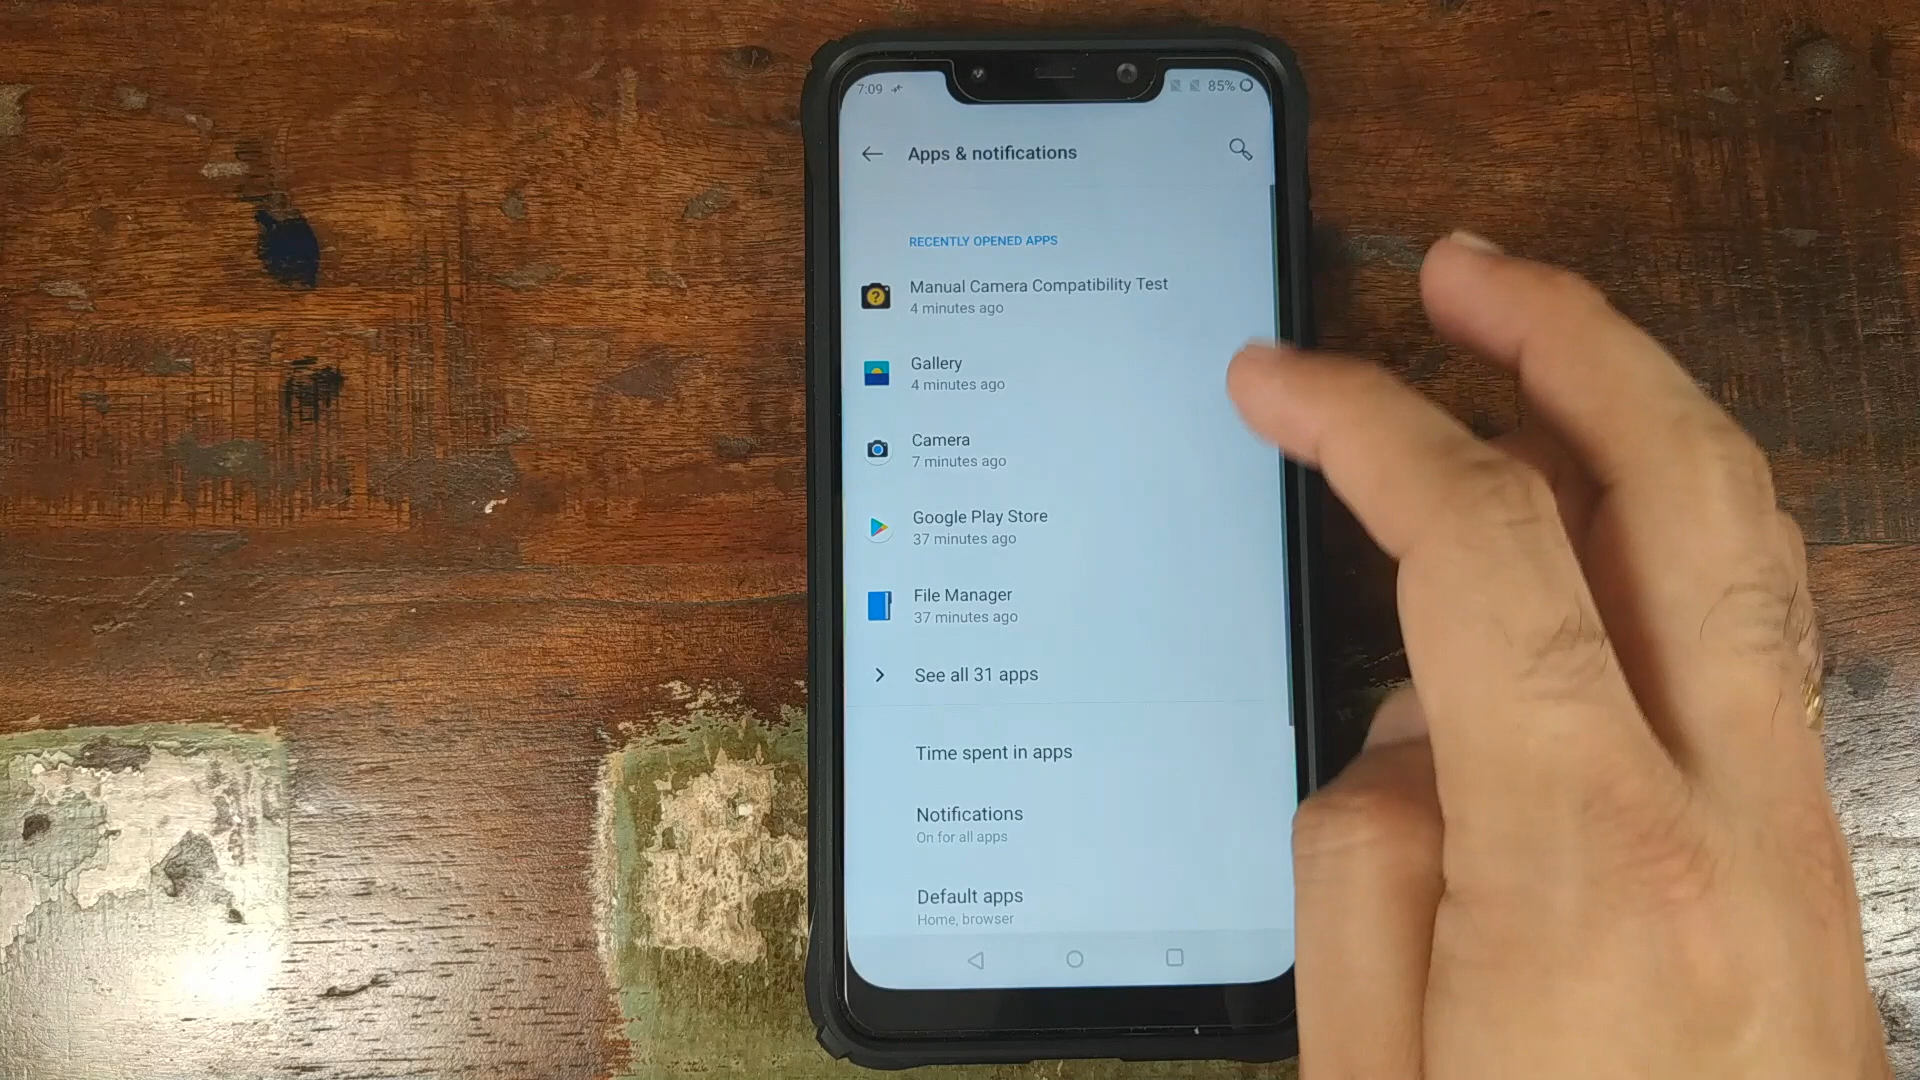 7:09
85%
Apps & notifications
RECENTLY OPENED APPS
Manual Camera Compatibility Test
4 minutes ago
Gallery
4 minutes ago
Camera
7 minutes ago
Google Play Store
37 minutes ago
File Manager
37 minutes ago
See all 31 apps
Time spent in apps
Notifications
On for all apps
Default apps
Home, browser